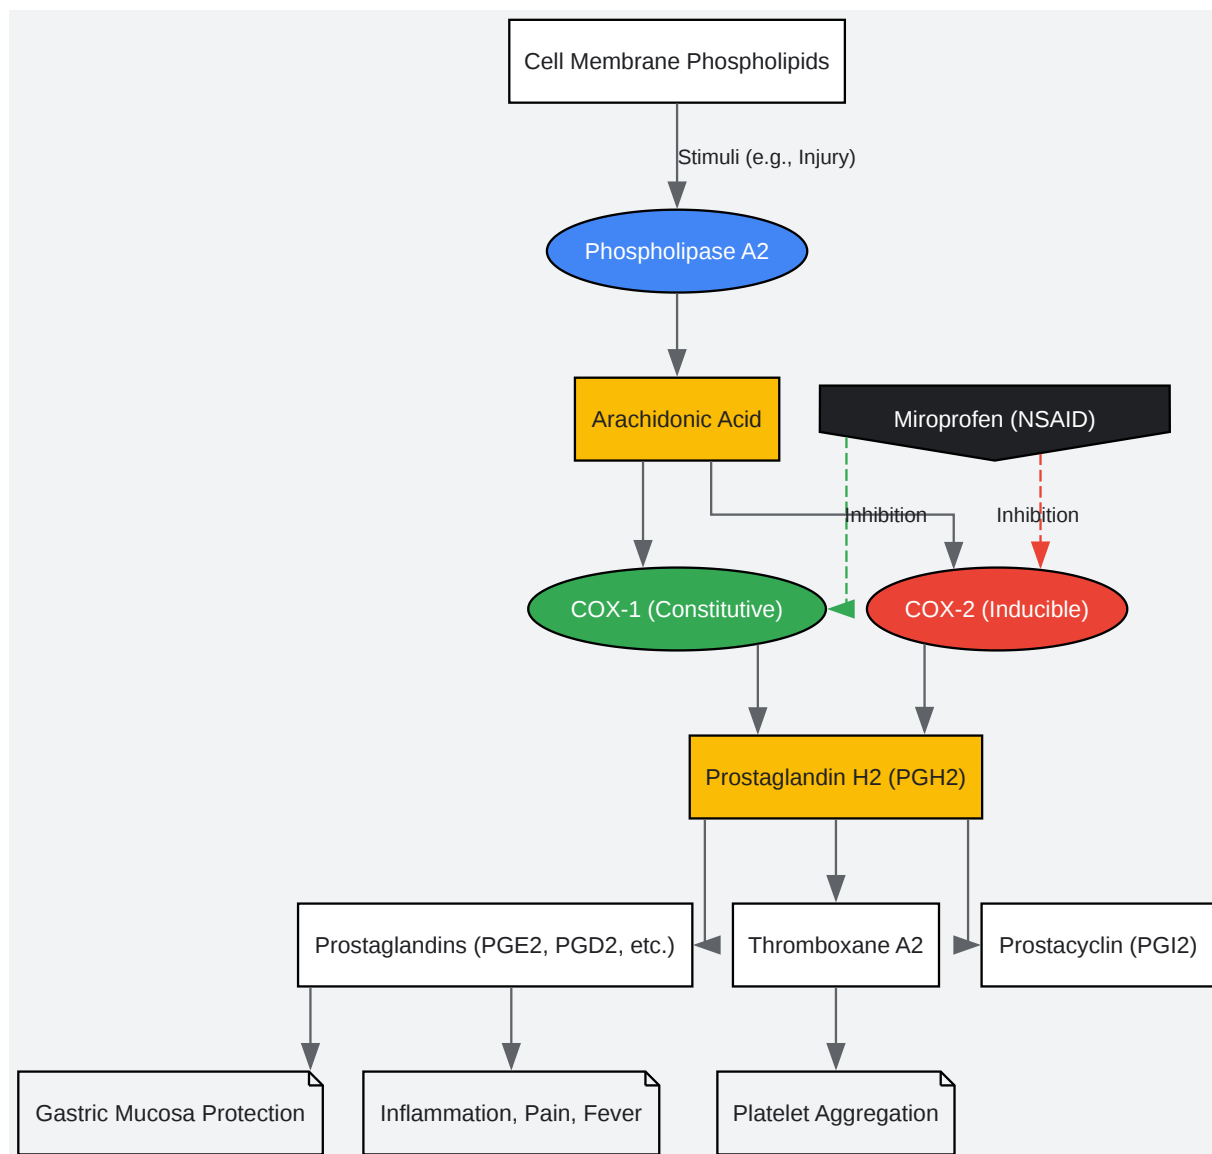 Cell Membrane Phospholipids
Stimuli (e.g., Injury)
Phospholipase A2
Arachidonic Acid
Miroprofen (NSAID)
Inhibition
Inhibition
COX-1 (Constitutive)
COX-2 (Inducible)
Prostaglandin H2 (PGH2)
Prostaglandins (PGE2, PGD2, etc.)
Thromboxane A2
Prostacyclin (PGI2)
Gastric Mucosa Protection
Inflammation, Pain, Fever
Platelet Aggregation